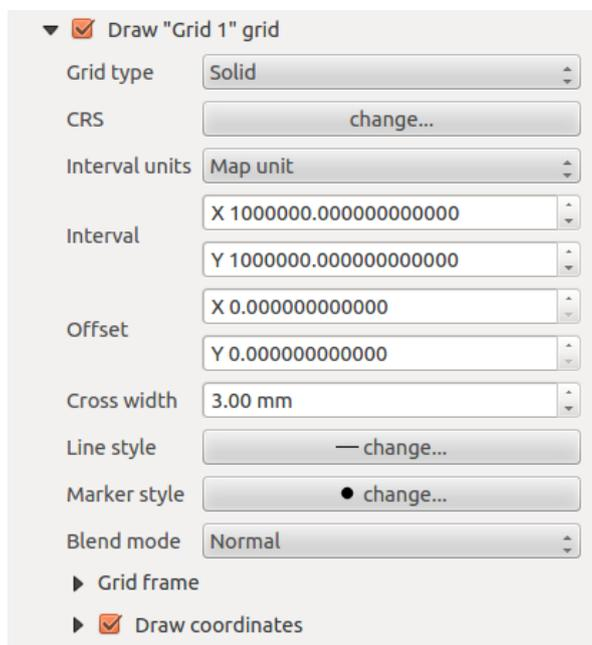 Draw "Grid 1" grid
Grid type Solid
CRS change...
Interval units Map unit
Interval
X 1000000.000000000000
Y 1000000.000000000000
Offset
X 0.000000000000
Y 0.000000000000
Cross width 3.00 mm
Line style change...
Marker style change...
Blend mode Normal
Grid frame
Draw coordinates